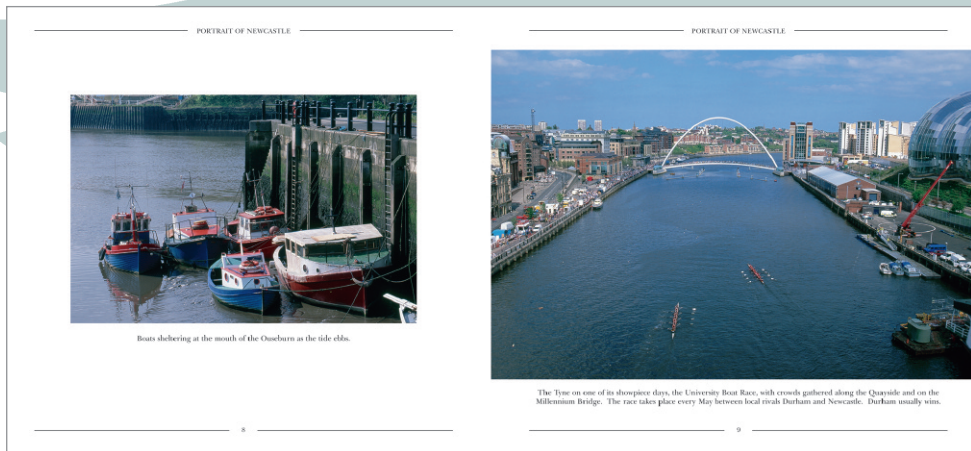 PORTRAIT OF NEWCASTLE
Boats sheltering at the mouth of the Ouseburn as the tide ebbs.
8
PORTRAIT OF NEWCASTLE
The Tyne on one of its showpiece days, the University Boat Race, with crowds gathered along the Quayside and on the
Millennium Bridge. The race takes place every May between local rivals Durham and Newcastle. Durham usually wins.
9